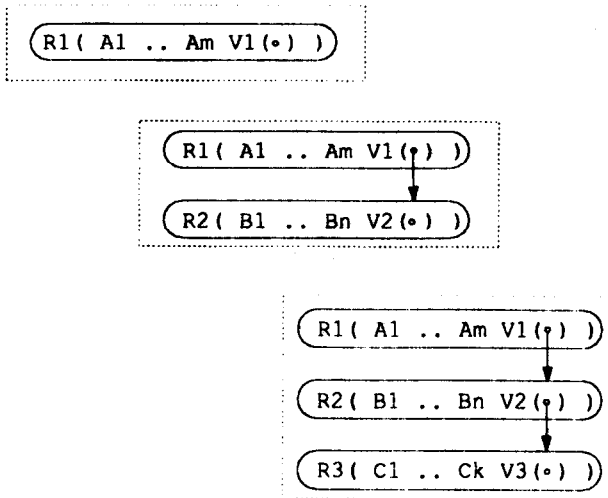 R1( A1 .. Am V1(∘) )
R1( A1 .. Am V1(∘) )
R2( B1 .. Bn V2(∘) )
R1( A1 .. Am V1(∘) )
R2( B1 .. Bn V2(∘) )
R3( C1 .. Ck V3(∘) )